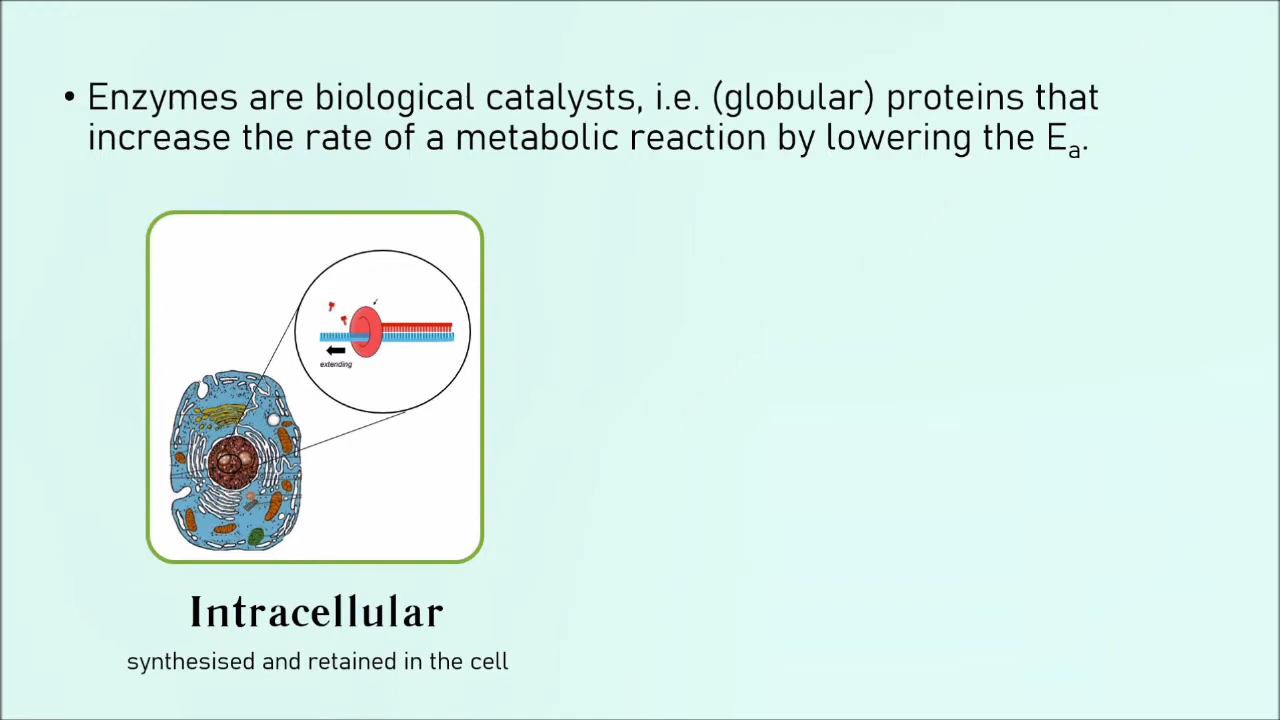 • Enzymes are biological catalysts, i.e. (globular) proteins that
increase the rate of a metabolic reaction by lowering the Eₐ.
extending
Intracellular
synthesised and retained in the cell